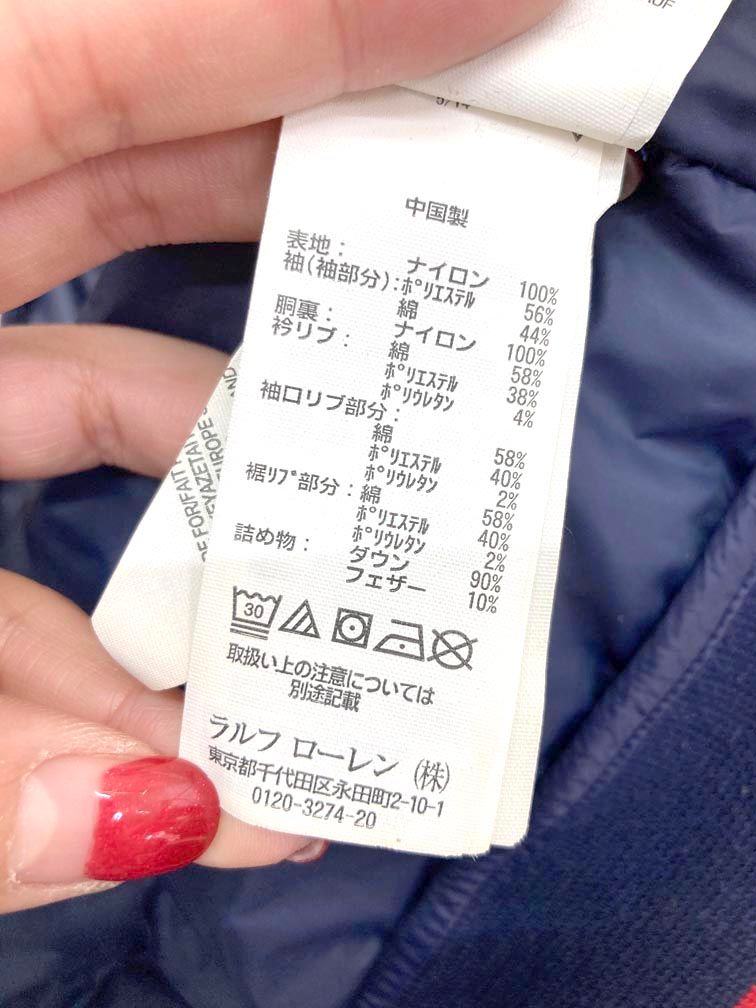 5/14
中国製
表地: ナイロン 100%
袖(袖部分):ポリエステル 56%
綿 44%
胴裏: ナイロン 100%
衿リブ: 綿 58%
ポリエステル 38%
ポリウレタン 4%
袖口リブ部分:
綿 58%
ポリエステル 40%
ポリウレタン 2%
裾リブ部分:綿 58%
ポリエステル 40%
ポリウレタン 2%
詰め物: ダウン 90%
フェザー 10%
30
取扱い上の注意については
別途記載
ラルフ ローレン (株)
東京都千代田区永田町2-10-1
0120-3274-20